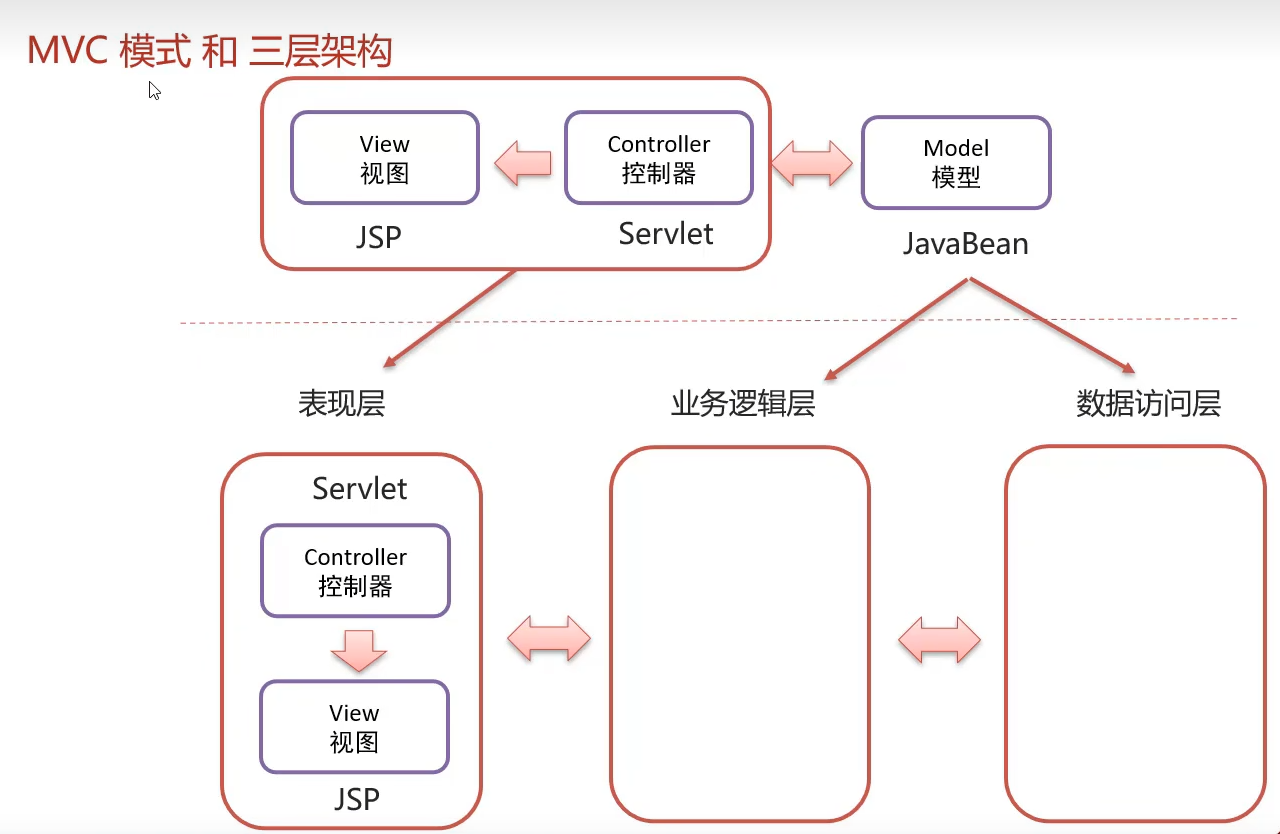 MVC 模式 和 三层架构
View
视图
Controller
控制器
Model
模型
JSP
Servlet
JavaBean
表现层
业务逻辑层
数据访问层
Servlet
Controller
控制器
View
视图
JSP